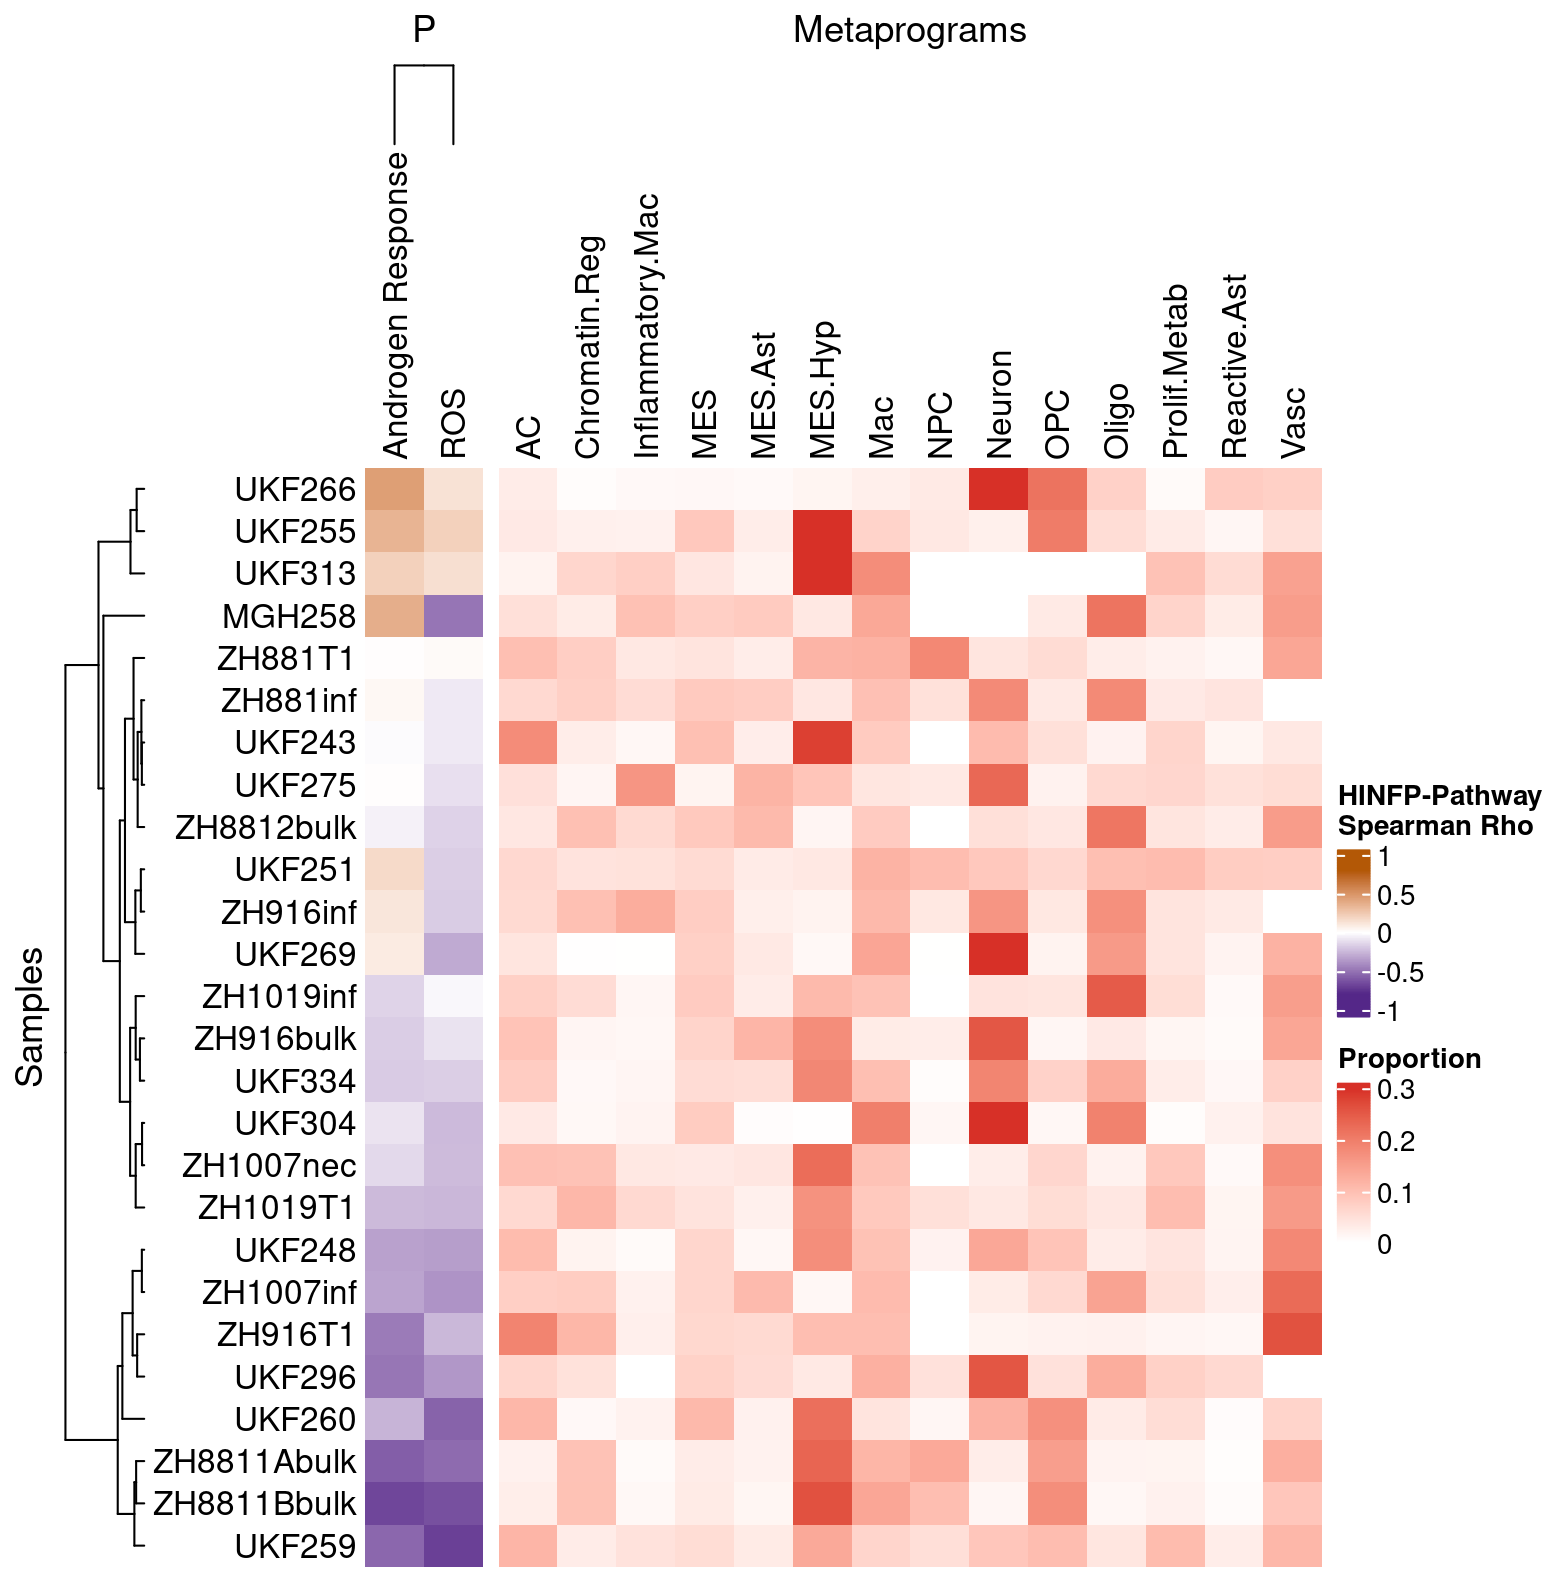 P
Metaprograms
Androgen Response
ROS
AC
Chromatin.Reg
Inflammatory.Mac
MES
MES.Ast
MES.Hyp
Mac
NPC
Neuron
OPC
Oligo
Prolif.Metab
Reactive.Ast
Vasc
Samples
UKF266
UKF255
UKF313
MGH258
ZH881T1
ZH881inf
UKF243
UKF275
ZH8812bulk
UKF251
ZH916inf
UKF269
ZH1019inf
ZH916bulk
UKF334
UKF304
ZH1007nec
ZH1019T1
UKF248
ZH1007inf
ZH916T1
UKF296
UKF260
ZH8811Abulk
ZH8811Bbulk
UKF259
HINFP-Pathway
Spearman Rho
1
0.5
0
-0.5
-1
Proportion
0.3
0.2
0.1
0